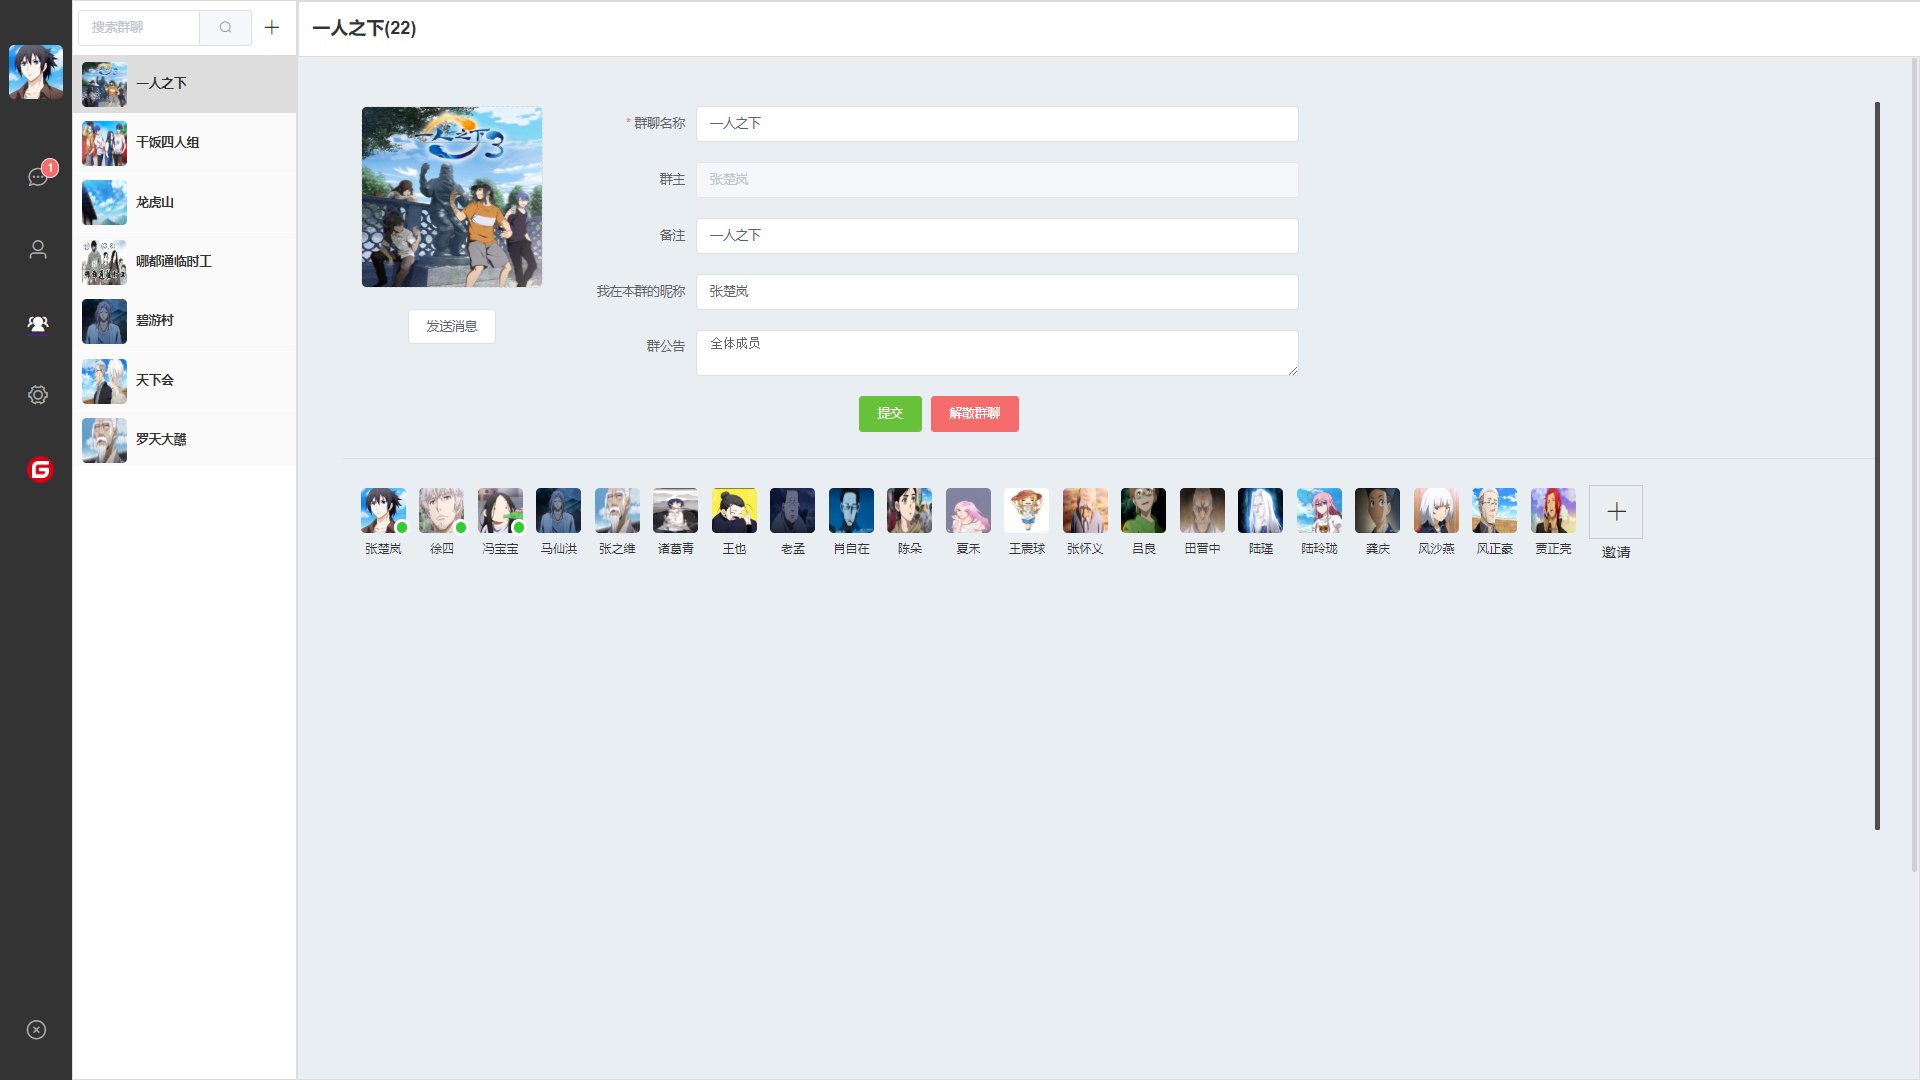 搜索群聊
一人之下(22)
1
一人之下
干饭四人组
龙虎山
哪都通临时工
碧游村
天下会
罗天大醮
一人之下3
发送消息
* 群聊名称 一人之下
群主 张楚岚
备注 一人之下
我在本群的昵称 张楚岚
群公告 全体成员
提交 解散群聊
G
张楚岚 徐四 冯宝宝 马仙洪 张之维 诸葛青 王也 老孟 肖自在 陈朵 夏禾 王震球 张怀义 吕良 田晋中 陆瑾 陆玲珑 龚庆 风沙燕 风正豪 贾正亮 邀请